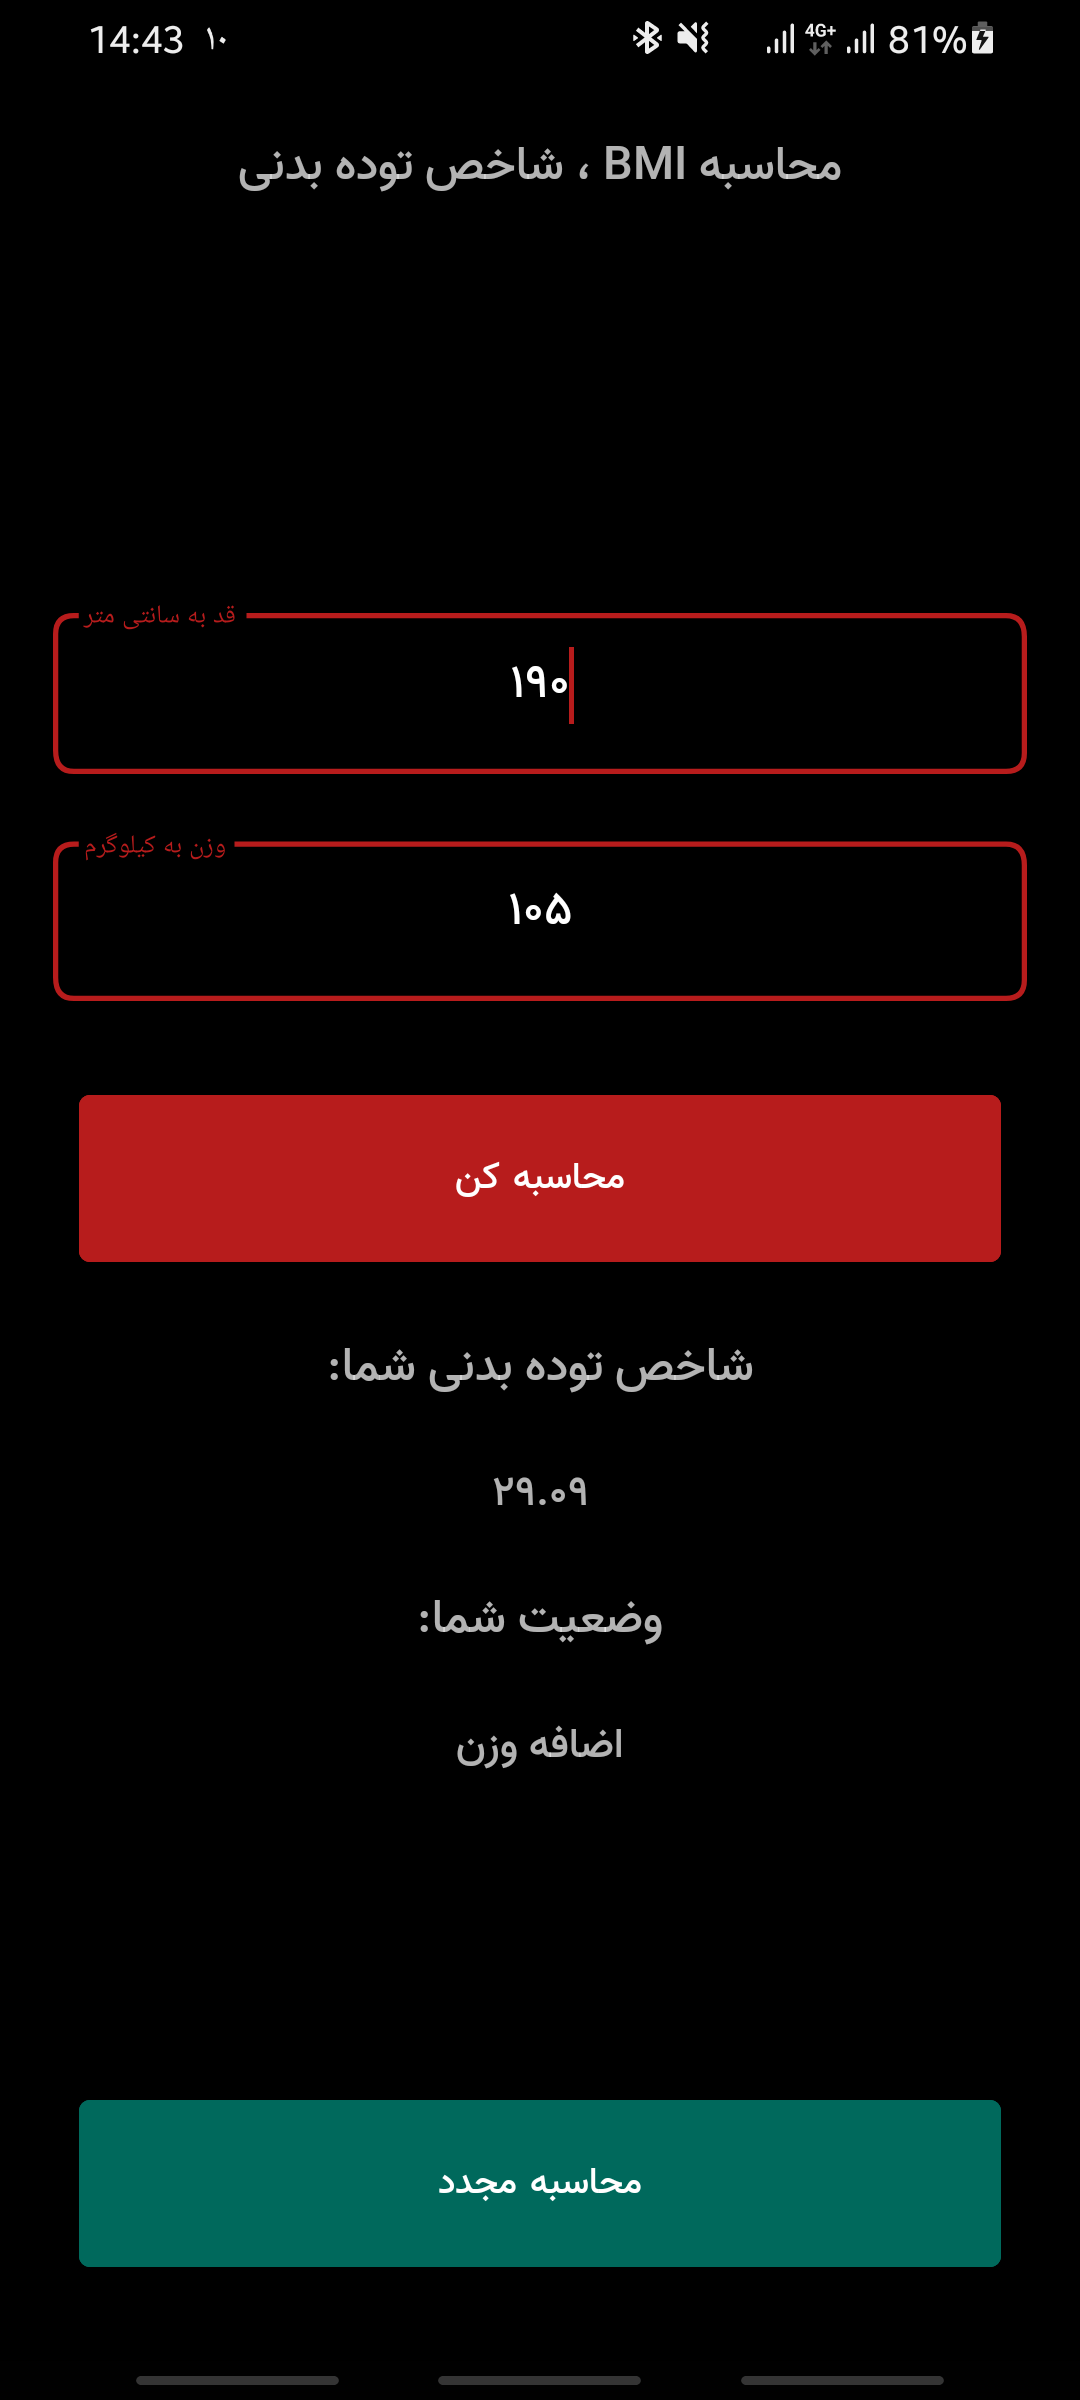 14:43 ۱۰ 4G+ 81%
محاسبه BMI ، شاخص توده بدنی
قد به سانتی متر
۱۹۰
وزن به کیلوگرم
۱۰۵
محاسبه کن
شاخص توده بدنی شما:
۲۹.۰۹
وضعیت شما:
اضافه وزن
محاسبه مجدد